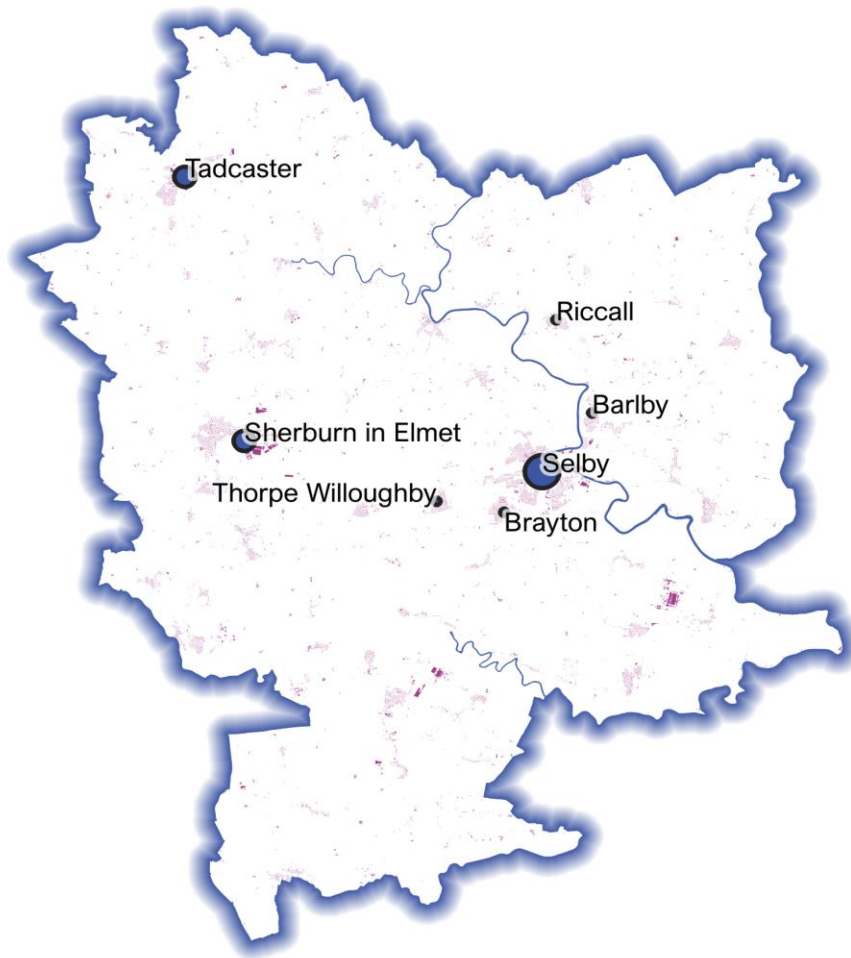 Tadcaster
Riccall
Barlby
Sherburn in Elmet
Selby
Thorpe Willoughby
Brayton